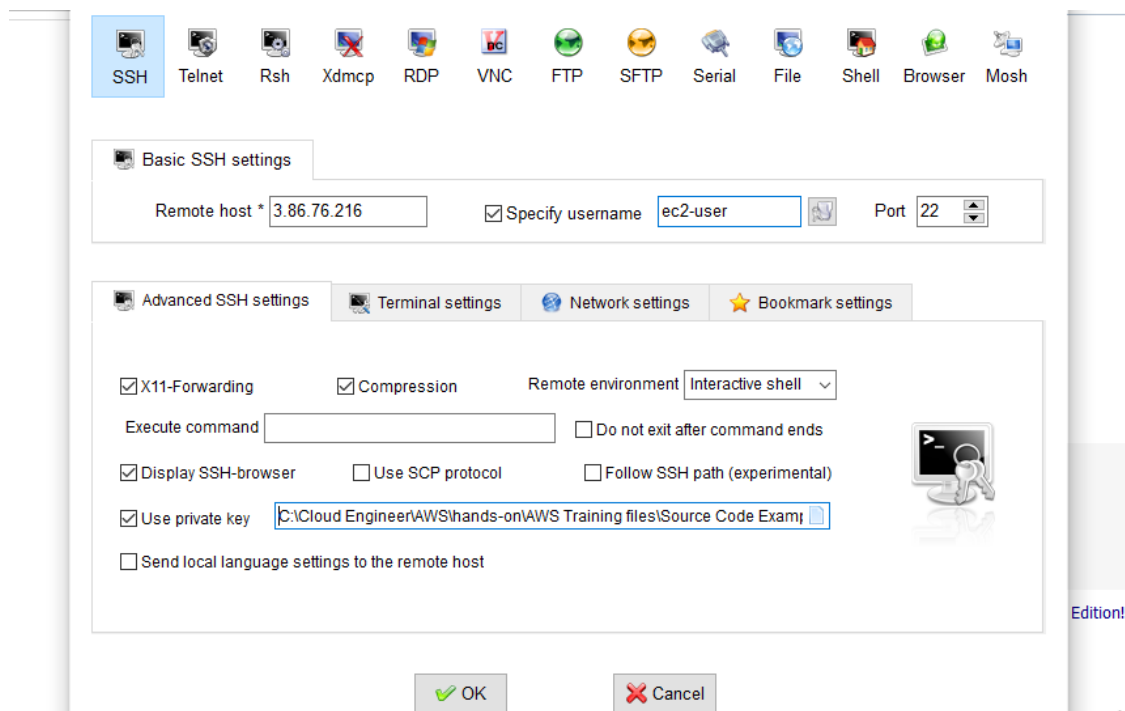 SSH Telnet Rsh Xdmcp RDP VNC FTP SFTP Serial File Shell Browser Mosh
Basic SSH settings
Remote host * 3.86.76.216 Specify username ec2-user Port 22
Advanced SSH settings Terminal settings Network settings Bookmark settings
X11-Forwarding Compression Remote environment Interactive shell
Execute command Do not exit after command ends
Display SSH-browser Use SCP protocol Follow SSH path (experimental)
Use private key C:\Cloud Engineer\AWS\hands-on\AWS Training files\Source Code
Send local language settings to the remote host
Edition!
OK Cancel